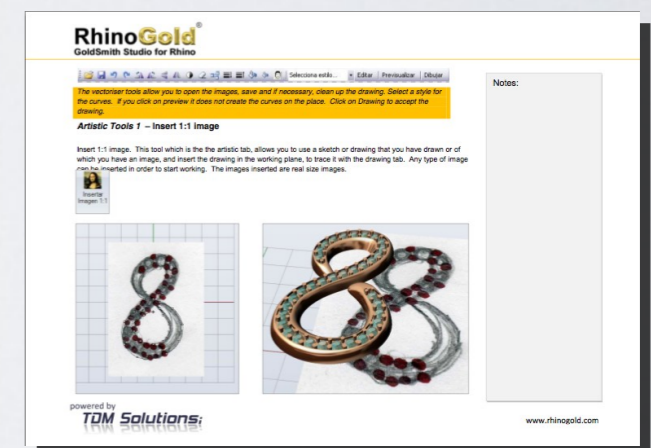 RhinoGold®
GoldSmith Studio for Rhino
Selecciona estilo... Editar Previsualizar Dibujar
The vectoriser tools allow you to open the images, save and if necessary, clean up the drawing. Select a style for
the curves. If you click on preview it does not create the curves on the place. Click on Drawing to accept the
drawing.
Artistic Tools 1 – Insert 1:1 image
Insert 1:1 image. This tool which is the the artistic tab, allows you to use a sketch or drawing that you have drawn or of
which you have an image, and insert the drawing in the working plane, to trace it with the drawing tab. Any type of image
can be inserted in order to start working. The images inserted are real size images.
Insertar
Imagen 1:1
Notes:
powered by
TDM Solutions;
www.rhinogold.com